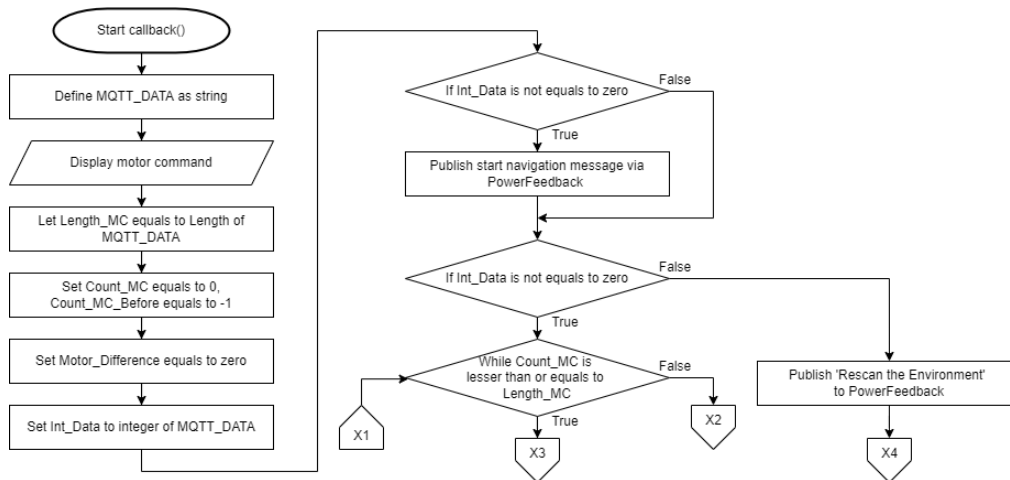 Start callback()
Define MQTT_DATA as string
Display motor command
Let Length_MC equals to Length of
MQTT_DATA
Set Count_MC equals to 0,
Count_MC_Before equals to -1
Set Motor_Difference equals to zero
Set Int_Data to integer of MQTT_DATA
If Int_Data is not equals to zero
False
True
Publish start navigation message via
PowerFeedback
If Int_Data is not equals to zero
False
True
While Count_MC is
lesser than or equals to
Length_MC
False
True
X1
X3
X2
Publish 'Rescan the Environment'
to PowerFeedback
X4